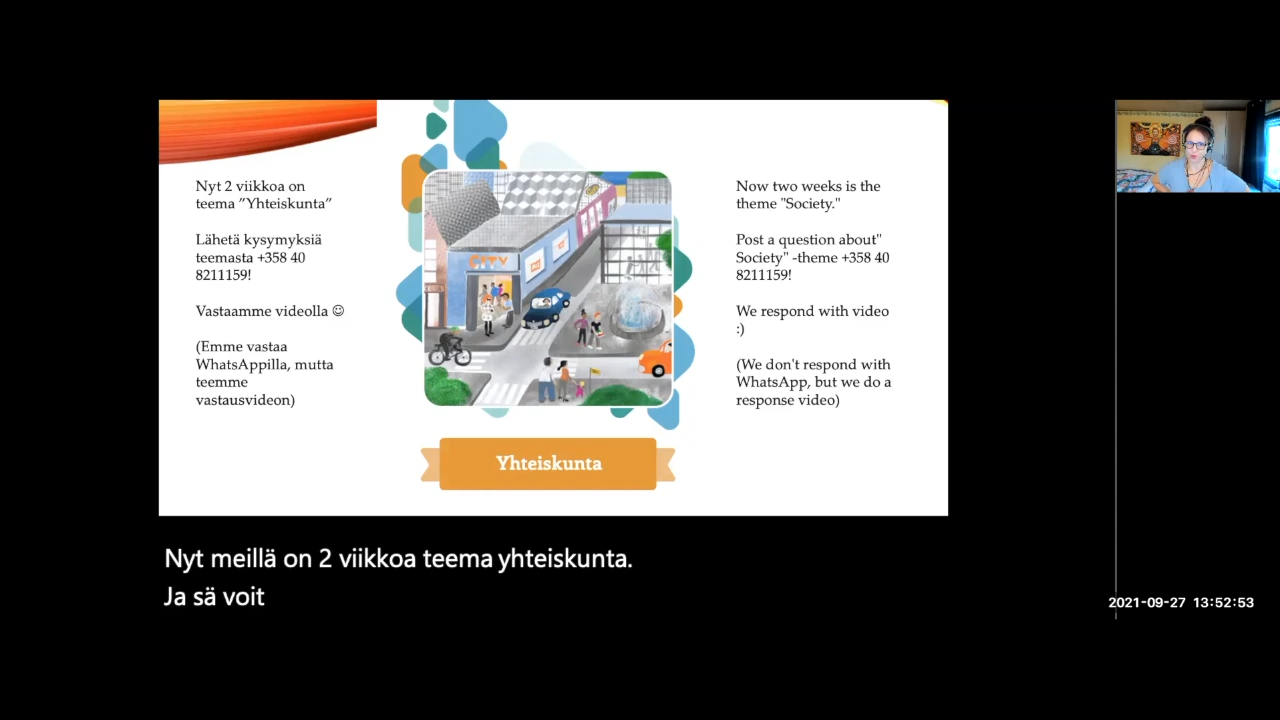 Nyt 2 viikkoa on
teema ”Yhteiskunta”
Lähetä kysymyksiä
teemasta +358 40
8211159!
Vastaamme videolla ☺
(Emme vastaa
WhatsAppilla, mutta
teemme
vastausvideon)
CITY
Yhteiskunta
Now two weeks is the
theme "Society."
Post a question about"
Society" -theme +358 40
8211159!
We respond with video
:)
(We don't respond with
WhatsApp, but we do a
response video)
Nyt meillä on 2 viikkoa teema yhteiskunta.
Ja sä voit
2021-09-27 13:52:53